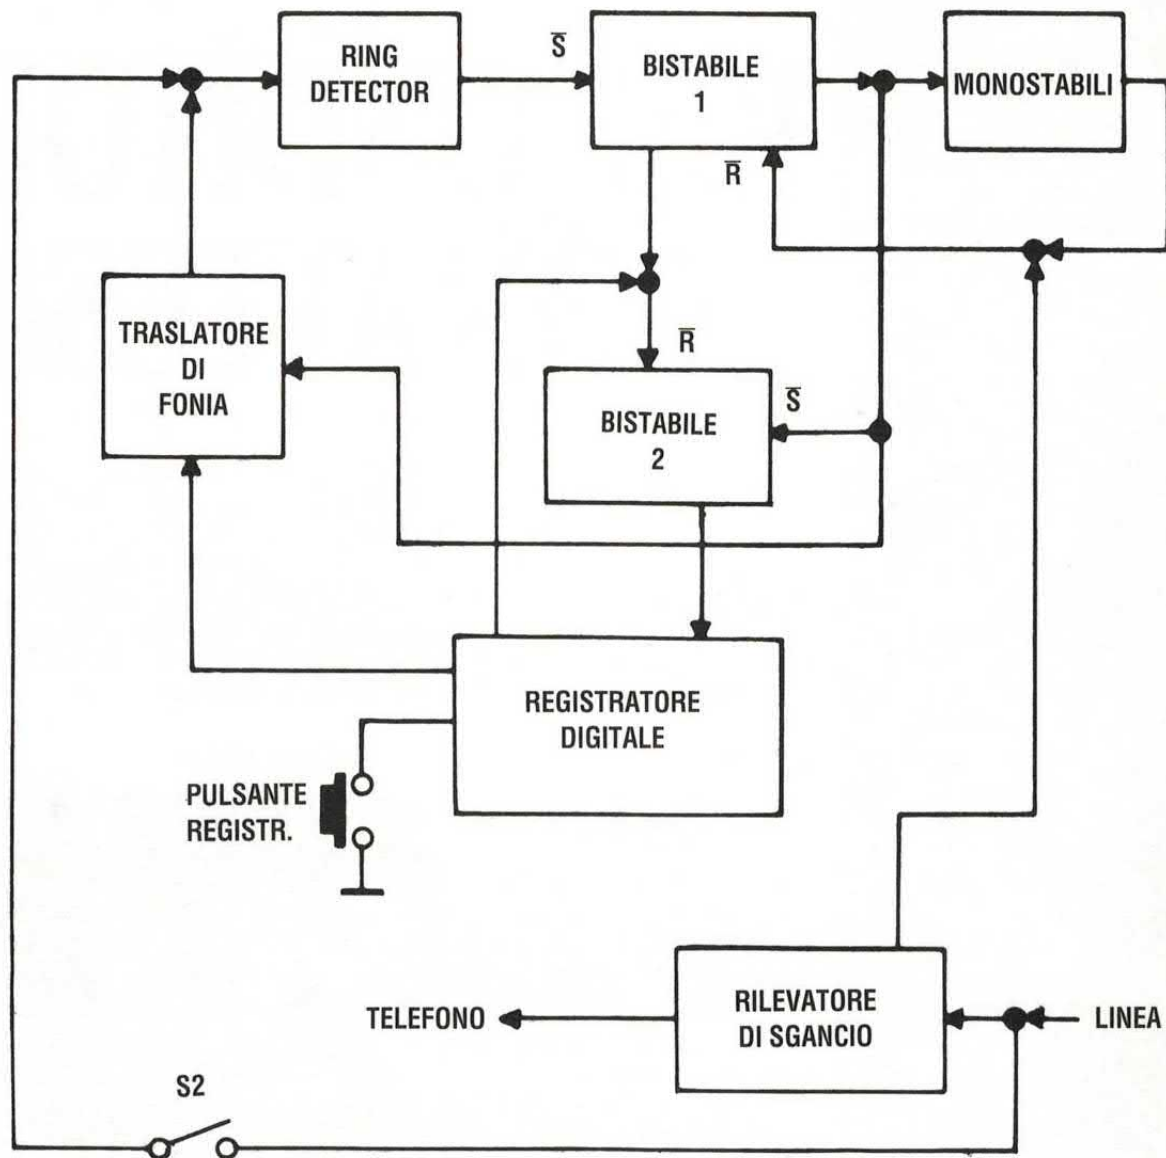 RING
DETECTOR
S̅
BISTABILE
1
MONOSTABILI
R̅
TRASLATORE
DI
FONIA
R̅
S̅
BISTABILE
2
REGISTRATORE
DIGITALE
PULSANTE
REGISTR.
RILEVATORE
DI SGANCIO
TELEFONO
LINEA
S2